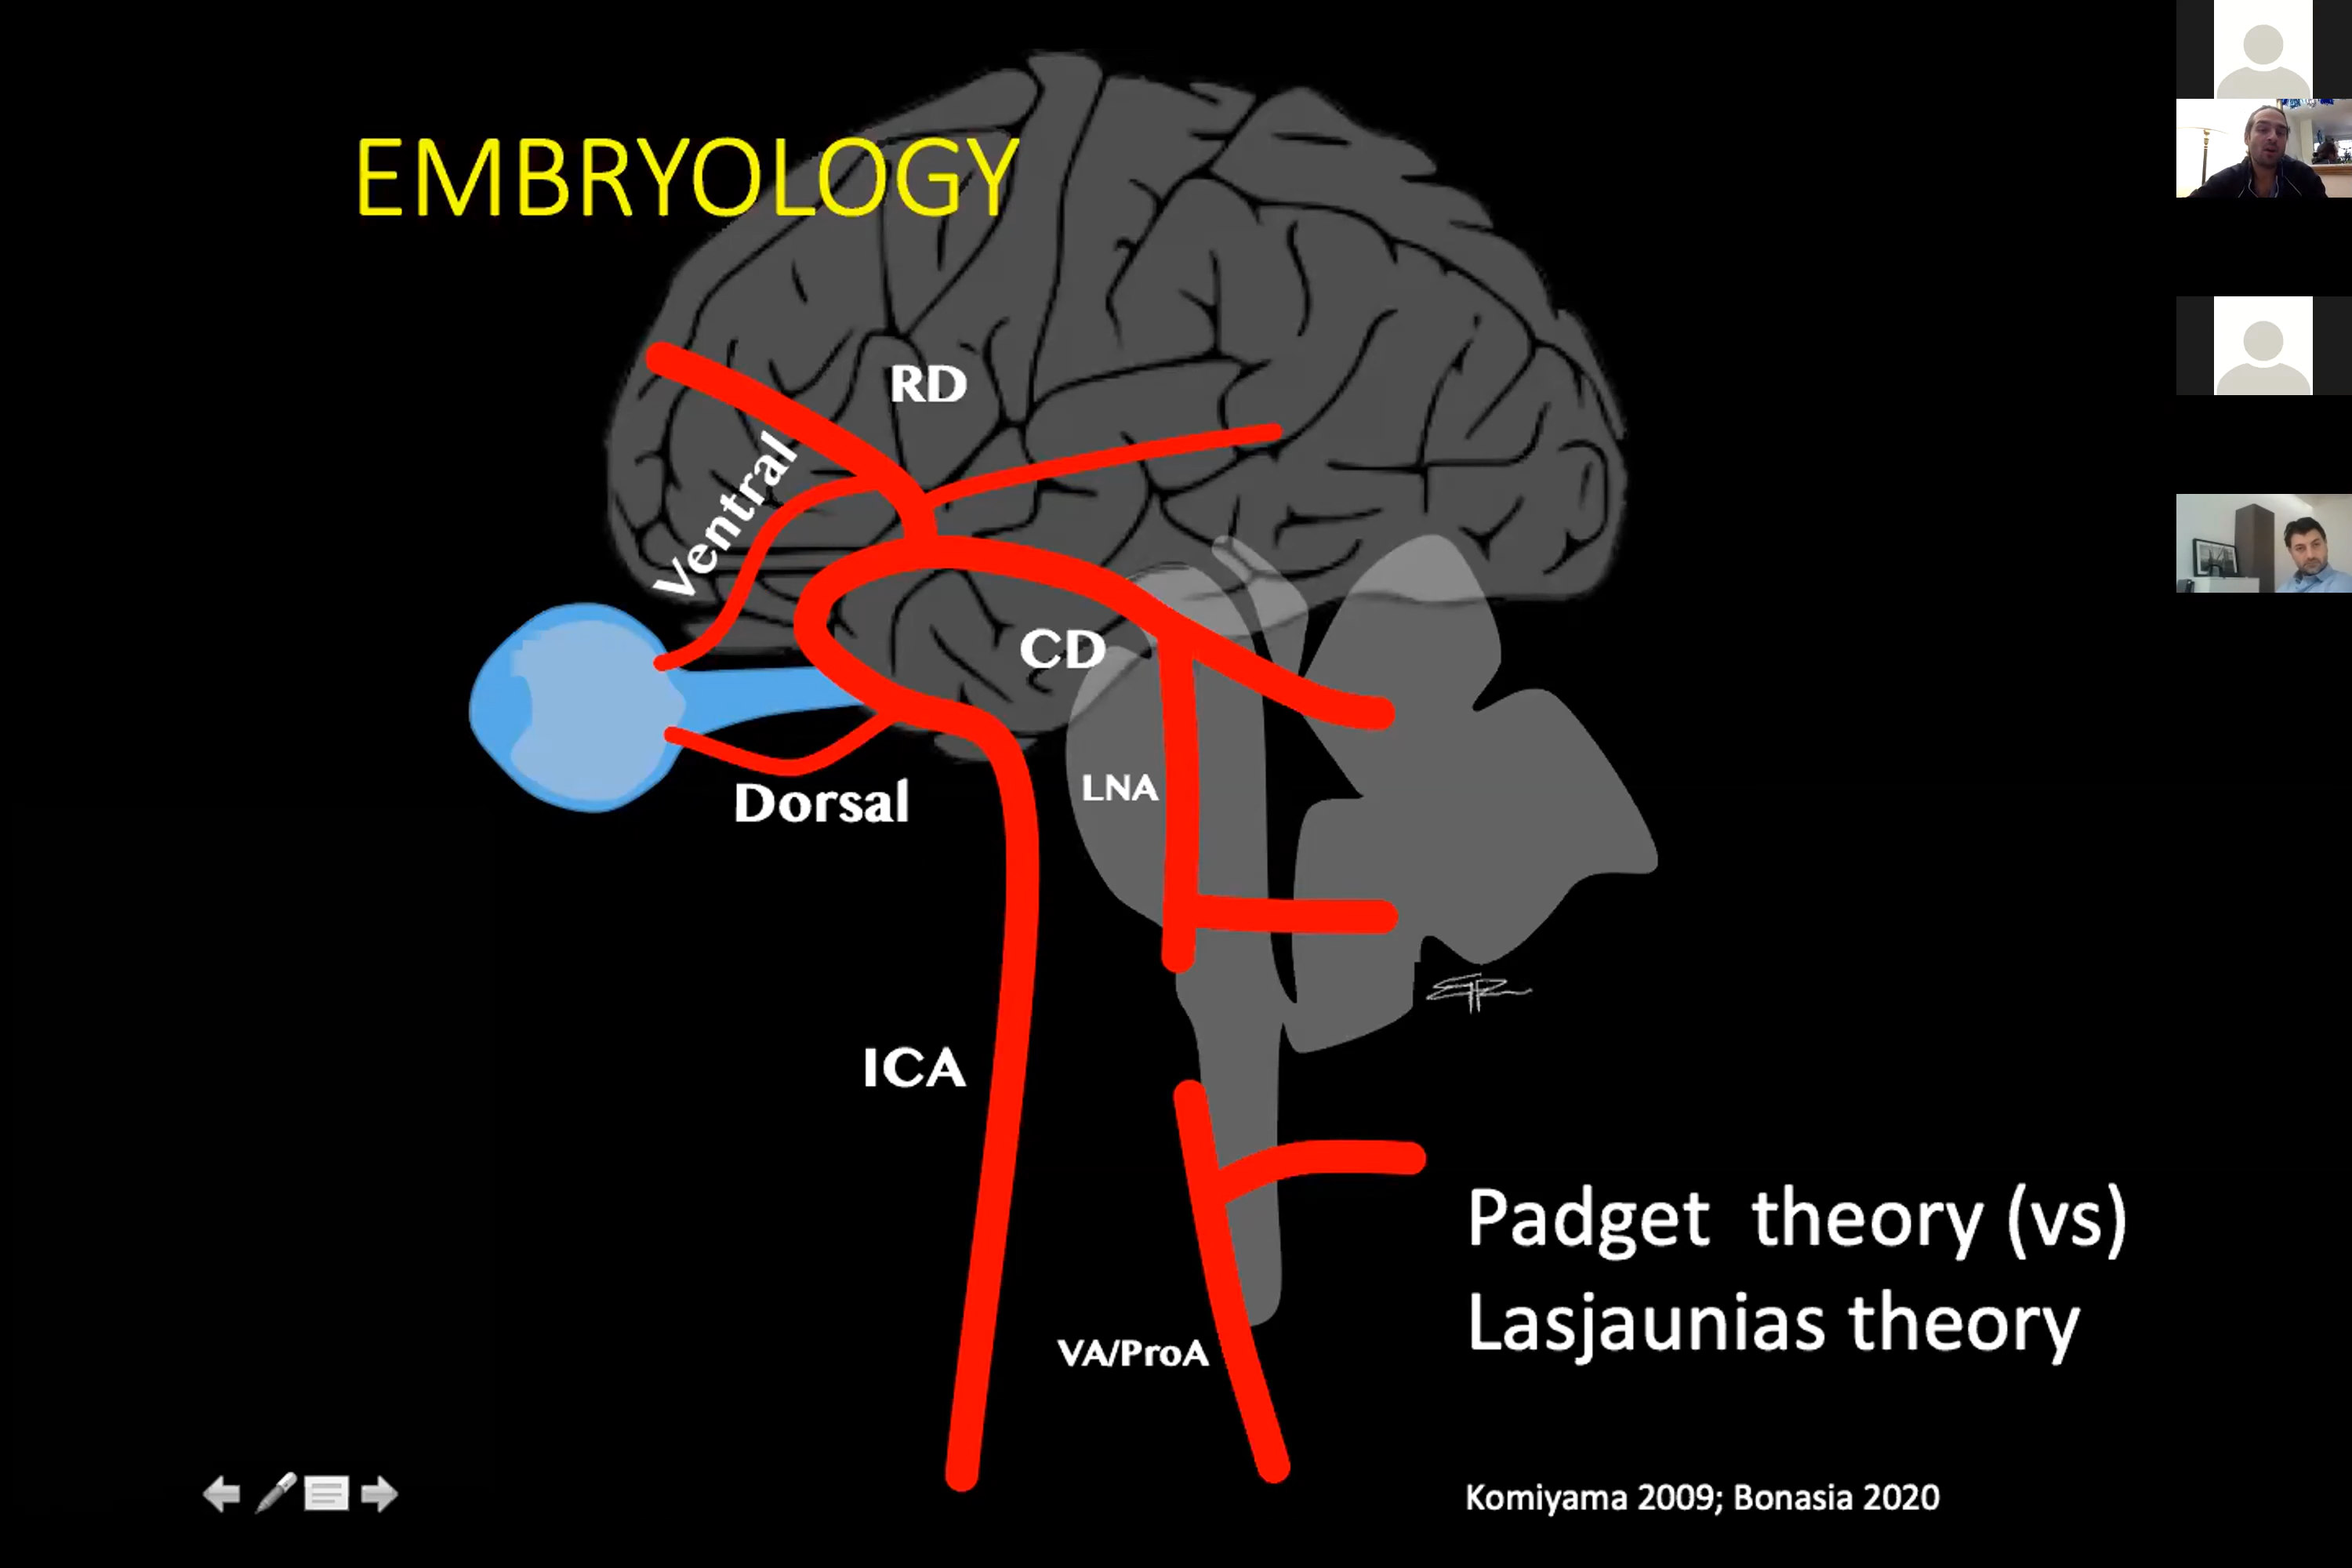 EMBRYOLOGY
RD
Ventral
CD
LNA
Dorsal
ICA
VA/ProA
Padget theory (vs)
Lasjaunias theory
Komiyama 2009; Bonasia 2020